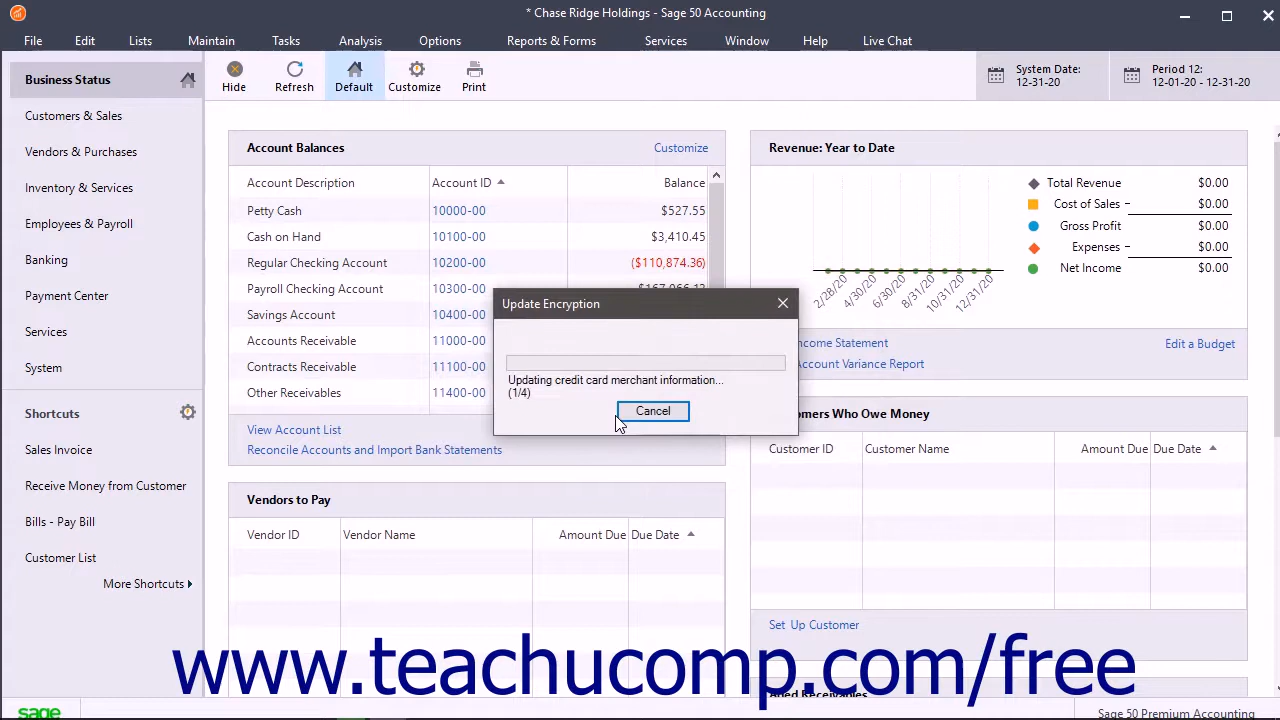 * Chase Ridge Holdings - Sage 50 Accounting
File Edit Lists Maintain Tasks Analysis Options Reports & Forms Services Window Help Live Chat
Business Status
Customers & Sales
Vendors & Purchases
Inventory & Services
Employees & Payroll
Banking
Payment Center
Services
System
Shortcuts
Sales Invoice
Receive Money from Customer
Bills - Pay Bill
Customer List
More Shortcuts
Hide Refresh Default Customize Print
System Date:
12-31-20
Period 12:
12-01-20 - 12-31-20
Account Balances Customize
Account Description Account ID Balance
Petty Cash 10000-00 $527.55
Cash on Hand 10100-00 $3,410.45
Regular Checking Account 10200-00 ($110,874.36)
Payroll Checking Account 10300-00
Savings Account 10400-00
Accounts Receivable 11000-00
Contracts Receivable 11100-00
Other Receivables 11400-00
View Account List
Reconcile Accounts and Import Bank Statements
Vendors to Pay
Vendor ID Vendor Name Amount Due Due Date
Update Encryption
Updating credit card merchant information...
(1/4)
Cancel
Revenue: Year to Date
Total Revenue $0.00
Cost of Sales - $0.00
Gross Profit $0.00
Expenses - $0.00
Net Income $0.00
2/28/20 4/30/20 6/30/20 8/31/20 10/31/20 12/31/20
ncome Statement Edit a Budget
Account Variance Report
omers Who Owe Money
Customer ID Customer Name Amount Due Due Date
Set Up Customer
Aged Receivables
www.teachucomp.com/free
sage
Sage 50 Premium Accounting